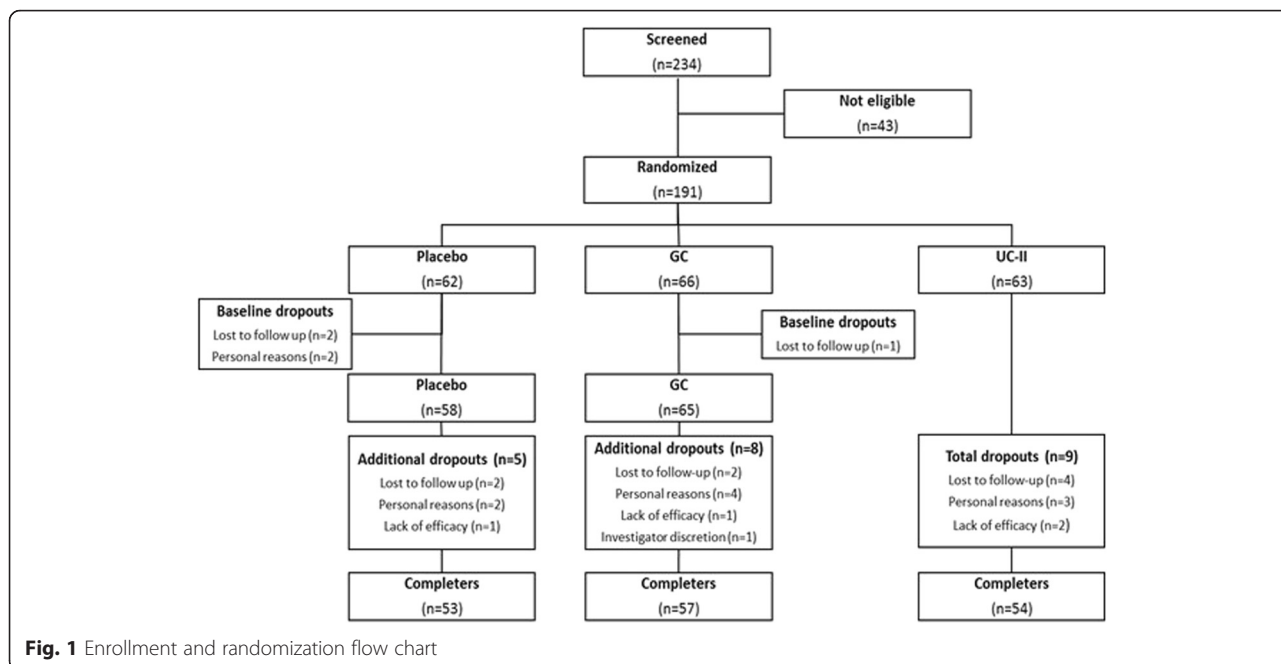 Screened
(n=234)
Not eligible
(n=43)
Randomized
(n=191)
Placebo
(n=62)
GC
(n=66)
UC-II
(n=63)
Baseline dropouts
Lost to follow up (n=2)
Personal reasons (n=2)
Baseline dropouts
Lost to follow up (n=1)
Placebo
(n=58)
GC
(n=65)
Additional dropouts (n=5)
Lost to follow up (n=2)
Personal reasons (n=2)
Lack of efficacy (n=1)
Additional dropouts (n=8)
Lost to follow-up (n=2)
Personal reasons (n=4)
Lack of efficacy (n=1)
Investigator discretion (n=1)
Total dropouts (n=9)
Lost to follow-up (n=4)
Personal reasons (n=3)
Lack of efficacy (n=2)
Completers
(n=53)
Completers
(n=57)
Completers
(n=54)
Fig. 1 Enrollment and randomization flow chart